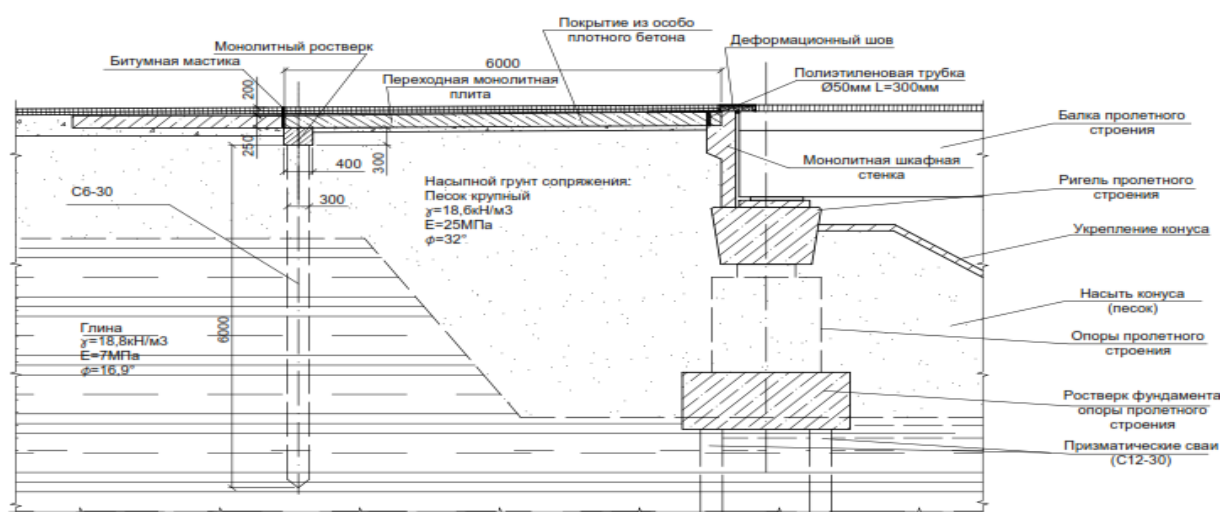 Покрытие из особо
плотного бетона
Монолитный ростверк
Деформационный шов
Битумная мастика
6000
Полиэтиленовая трубка
Ø50мм L=300мм
Переходная монолитная
плита
200
Балка пролетного
строения
250
300
400
Монолитная шкафная
стенка
С6-30
Насыпной грунт сопряжения:
Песок крупный
ɣ=18,6кН/м3
Е=25МПа
ϕ=32°
300
Ригель пролетного
строения
Укрепление конуса
Насыть конуса
(песок)
6000
Глина
ɣ=18,8кН/м3
Е=7МПа
ϕ=16,9°
Опоры пролетного
строения
Ростверк фундамента
опоры пролетного
строения
Призматические сваи
(С12-30)